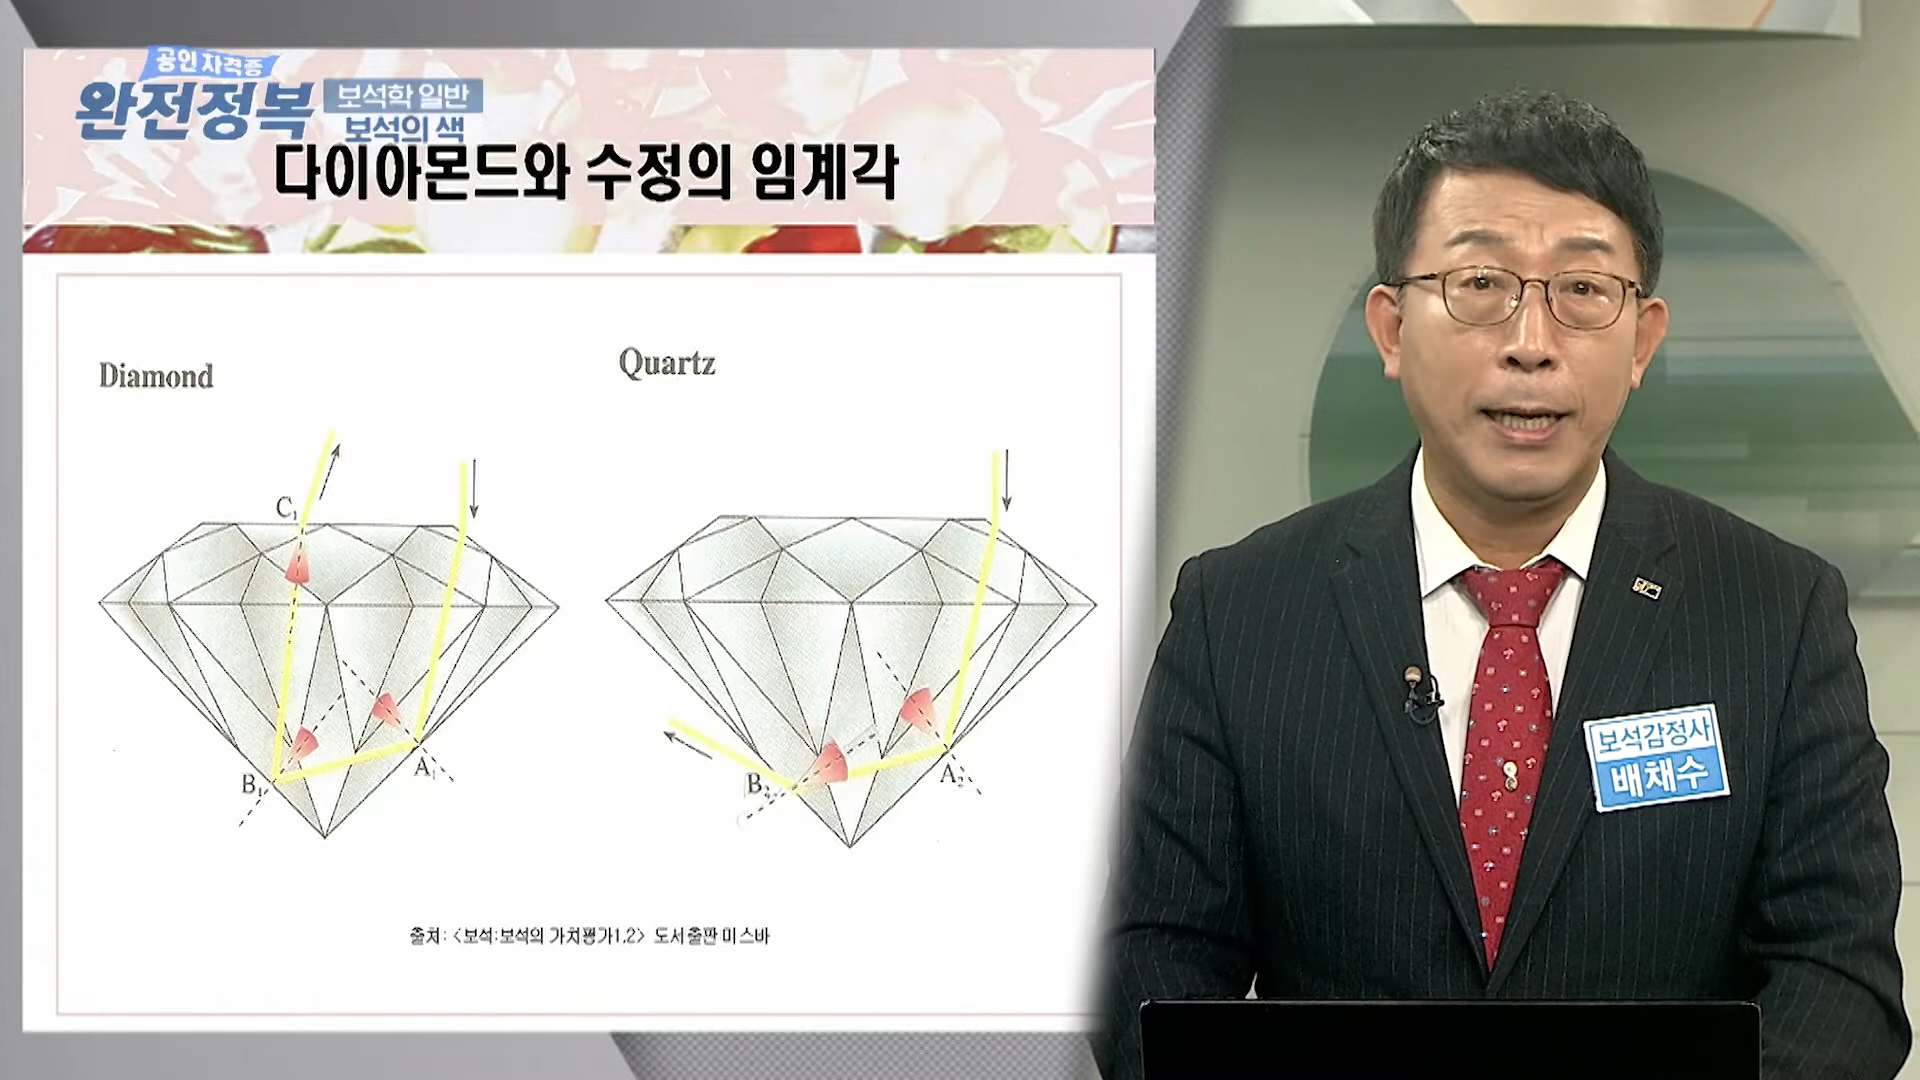 공인 자격증
완전정복
보석학 일반
보석의 색
다이아몬드와 수정의 임계각
Diamond
Quartz
C₁
B₁
A₁
B₂
A₂
출처: <보석:보석의 가치평가1,2> 도서출판 미스바
보석감정사
배채수